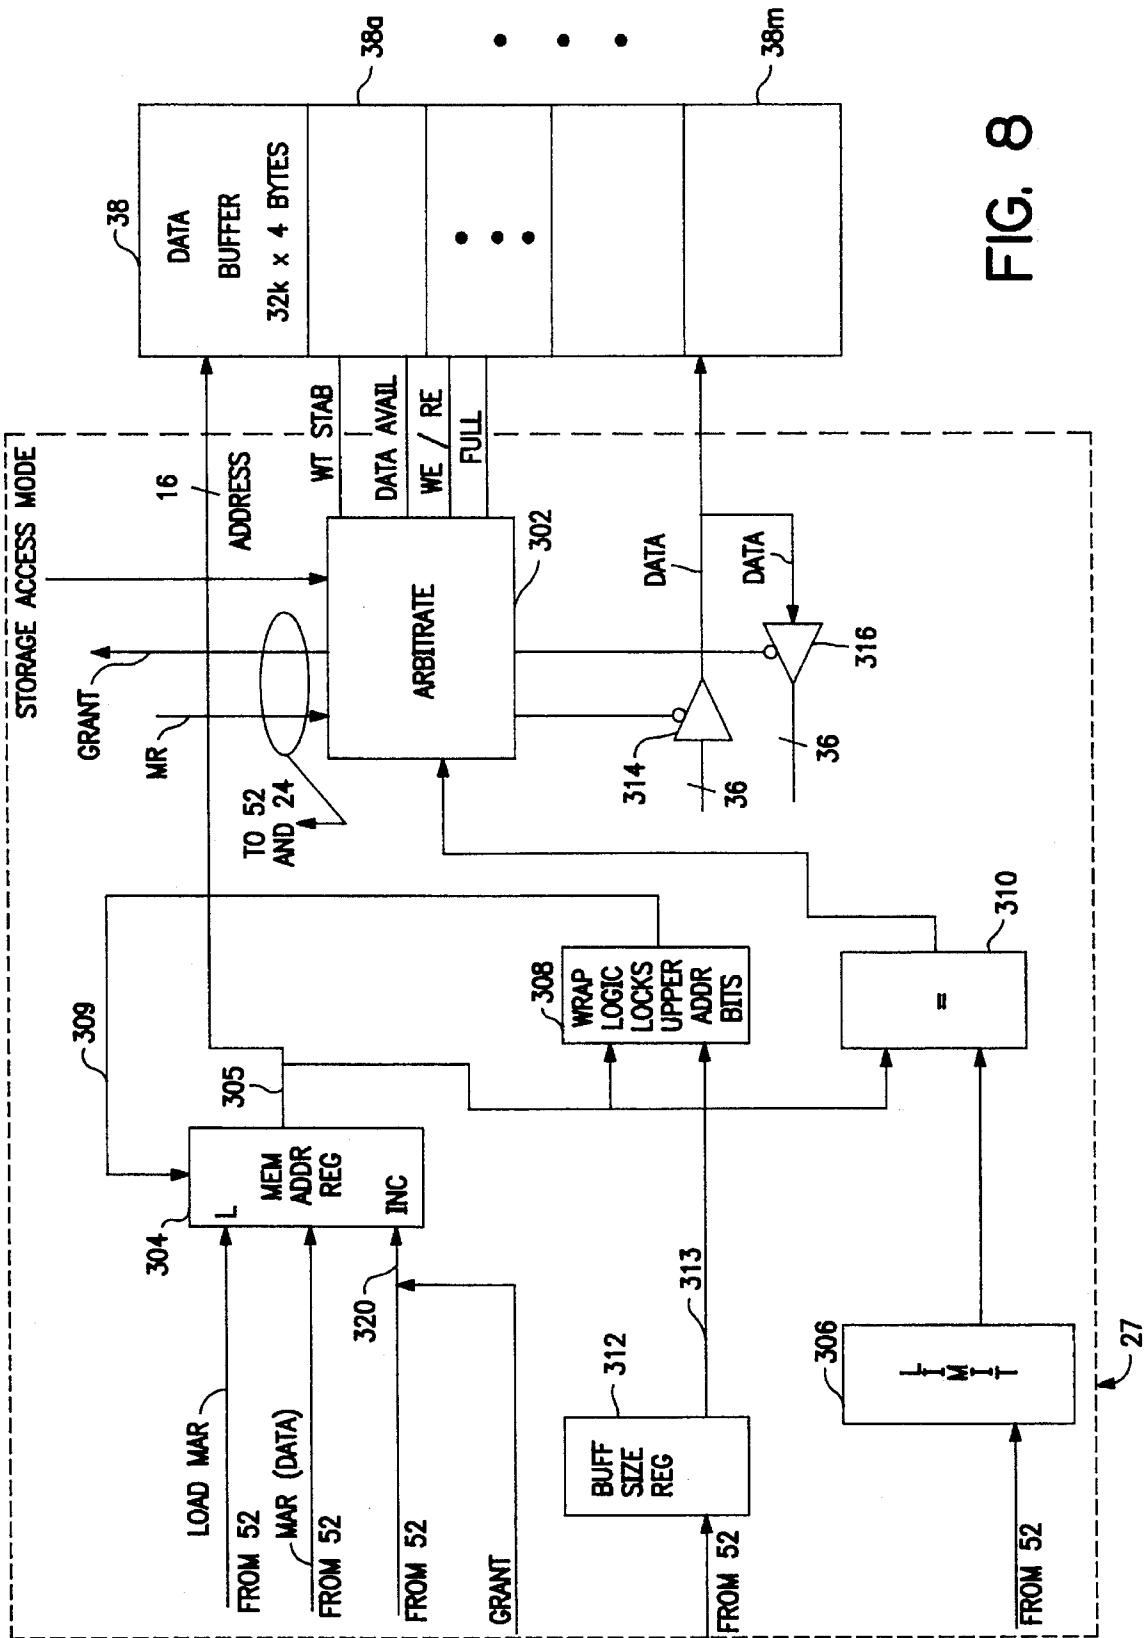 STORAGE ACCESS MODE
GRANT
MR
TO 52
AND 24
16
ADDRESS
38
DATA
BUFFER
32k x 4 BYTES
38a
38m
WT STAB
DATA AVAIL
WE / RE
FULL
ARBITRATE
302
DATA
DATA
314
316
36
36
309
305
304
L
MEM
ADDR
REG
INC
LOAD MAR
FROM 52
MAR (DATA)
FROM 52
320
FROM 52
GRANT
308
WRAP
LOGIC
LOCKS
UPPER
ADDR
BITS
310
=
313
312
BUFF
SIZE
REG
FROM 52
306
LIMIT
FROM 52
27
FIG. 8